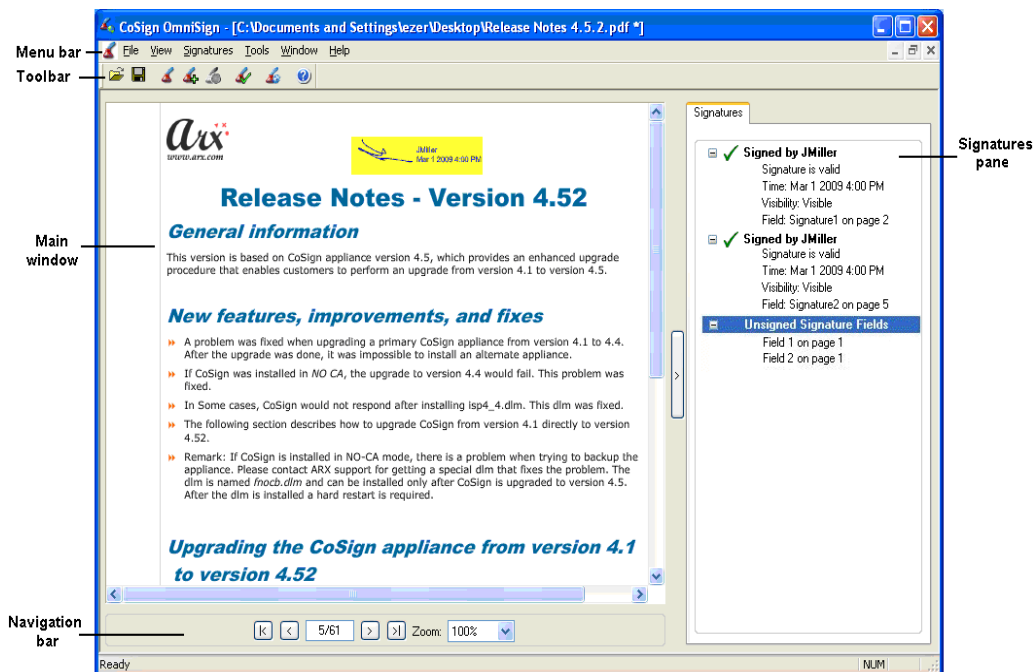 CoSign OmniSign - [C:\Documents and Settings\ezer\Desktop\Release Notes 4.5.2.pdf *]
Menu bar
File View Signatures Tools Window Help
Toolbar
arx
www.arx.com
JMiller
Mar 1 2009 4:00 PM
Release Notes - Version 4.52
General information
This version is based on CoSign appliance version 4.5, which provides an enhanced upgrade
procedure that enables customers to perform an upgrade from version 4.1 to version 4.5.
Main
window
New features, improvements, and fixes
A problem was fixed when upgrading a primary CoSign appliance from version 4.1 to 4.4.
After the upgrade was done, it was impossible to install an alternate appliance.
If CoSign was installed in NO CA, the upgrade to version 4.4 would fail. This problem was
fixed.
In Some cases, CoSign would not respond after installing isp4_4.dlm. This dlm was fixed.
The following section describes how to upgrade CoSign from version 4.1 directly to version
4.52.
Remark: If CoSign is installed in NO-CA mode, there is a problem when trying to backup the
appliance. Please contact ARX support for getting a special dlm that fixes the problem. The
dlm is named fnocb.dlm and can be installed only after CoSign is upgraded to version 4.5.
After the dlm is installed a hard restart is required.
Upgrading the CoSign appliance from version 4.1
to version 4.52
Signatures
Signatures
pane
Signed by JMiller
Signature is valid
Time: Mar 1 2009 4:00 PM
Visibility: Visible
Field: Signature1 on page 2
Signed by JMiller
Signature is valid
Time: Mar 1 2009 4:00 PM
Visibility: Visible
Field: Signature2 on page 5
Unsigned Signature Fields
Field 1 on page 1
Field 2 on page 1
Navigation
bar
5/61
Zoom: 100%
Ready
NUM